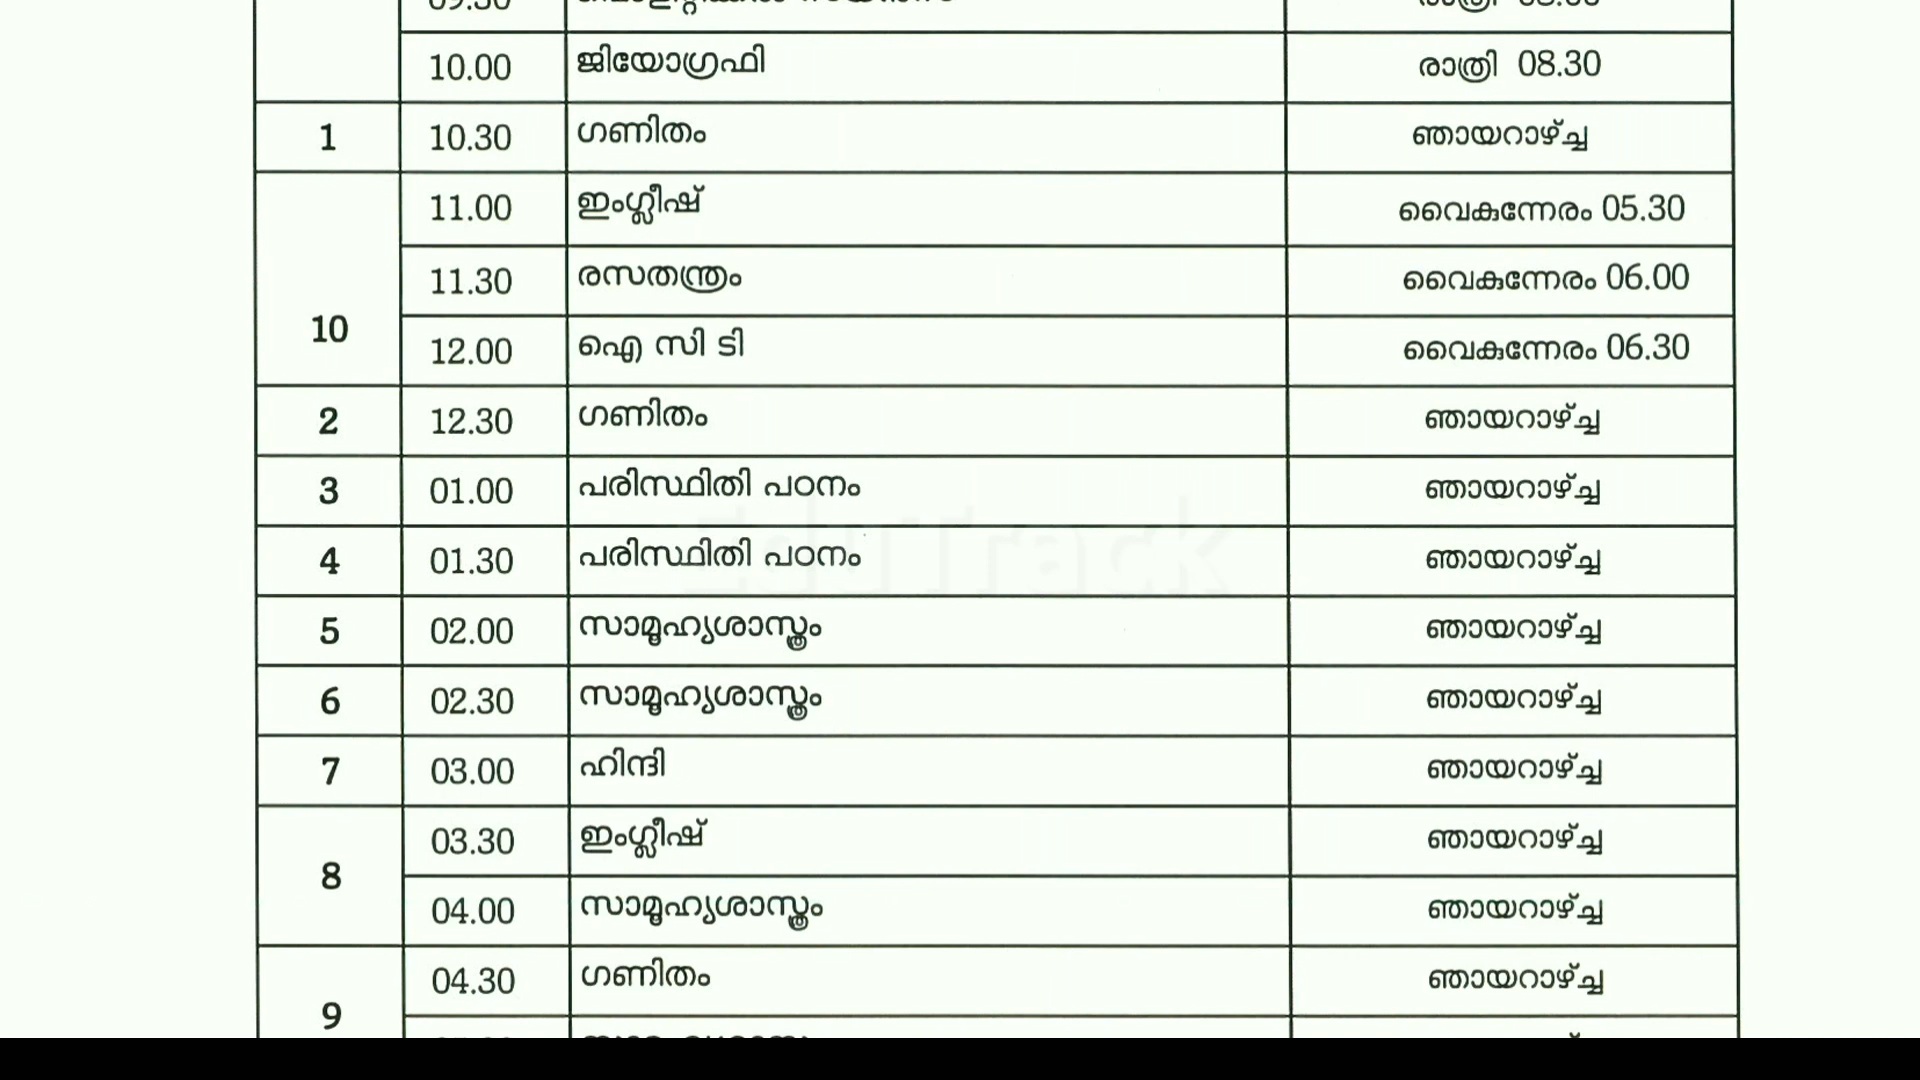 10.00 ജിയോഗ്രഫി രാത്രി 08.30
1 10.30 ഗണിതം ഞായറാഴ്ച്ച
11.00 ഇംഗ്ലീഷ് വൈകുന്നേരം 05.30
11.30 രസതന്ത്രം വൈകുന്നേരം 06.00
10
12.00 ഐ സി ടി വൈകുന്നേരം 06.30
2 12.30 ഗണിതം ഞായറാഴ്ച്ച
3 01.00 പരിസ്ഥിതി പഠനം ഞായറാഴ്ച്ച
4 01.30 പരിസ്ഥിതി പഠനം ഞായറാഴ്ച്ച
5 02.00 സാമൂഹ്യശാസ്ത്രം ഞായറാഴ്ച്ച
6 02.30 സാമൂഹ്യശാസ്ത്രം ഞായറാഴ്ച്ച
7 03.00 ഹിന്ദി ഞായറാഴ്ച്ച
03.30 ഇംഗ്ലീഷ് ഞായറാഴ്ച്ച
8
04.00 സാമൂഹ്യശാസ്ത്രം ഞായറാഴ്ച്ച
04.30 ഗണിതം ഞായറാഴ്ച്ച
9